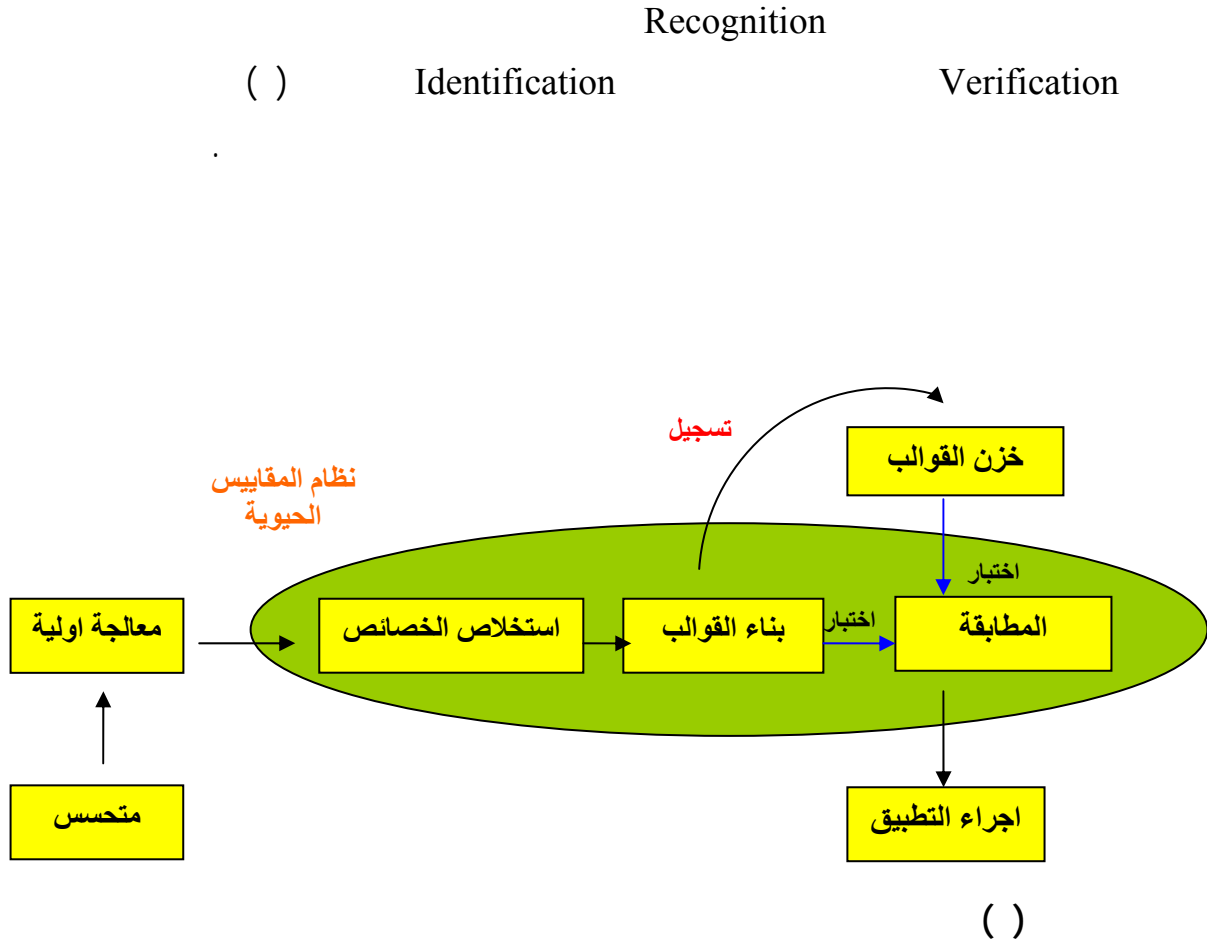 Recognition
Verification Identification ( )
.
تسجيل
خزن القوالب
نظام المقاييس
الحيوية
اختبار
معالجة اولية
استخلاص الخصائص
بناء القوالب
اختبار
المطابقة
متحسس
اجراء التطبيق
( )